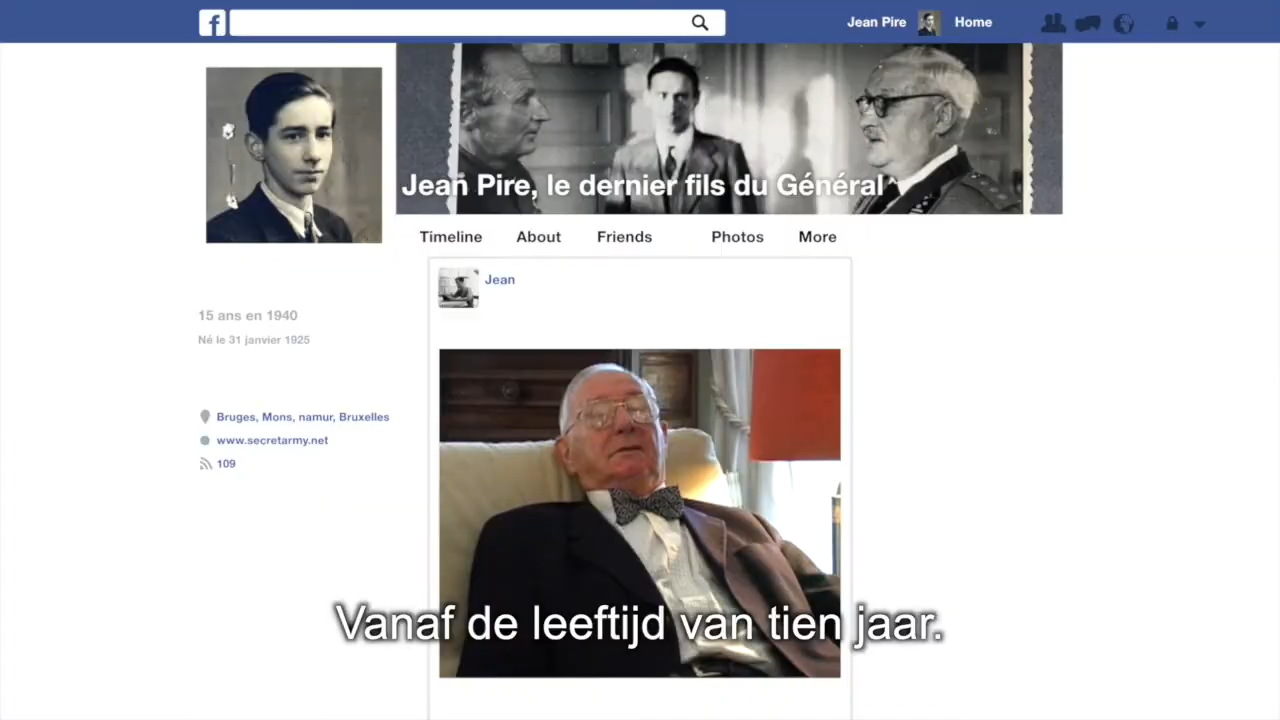 f
Jean Pire
Home
Jean Pire, le dernier fils du Général
Timeline
About
Friends
Photos
More
Jean
15 ans en 1940
Né le 31 janvier 1925
Bruges, Mons, namur, Bruxelles
www.secretarmy.net
109
Vanaf de leeftijd van tien jaar.